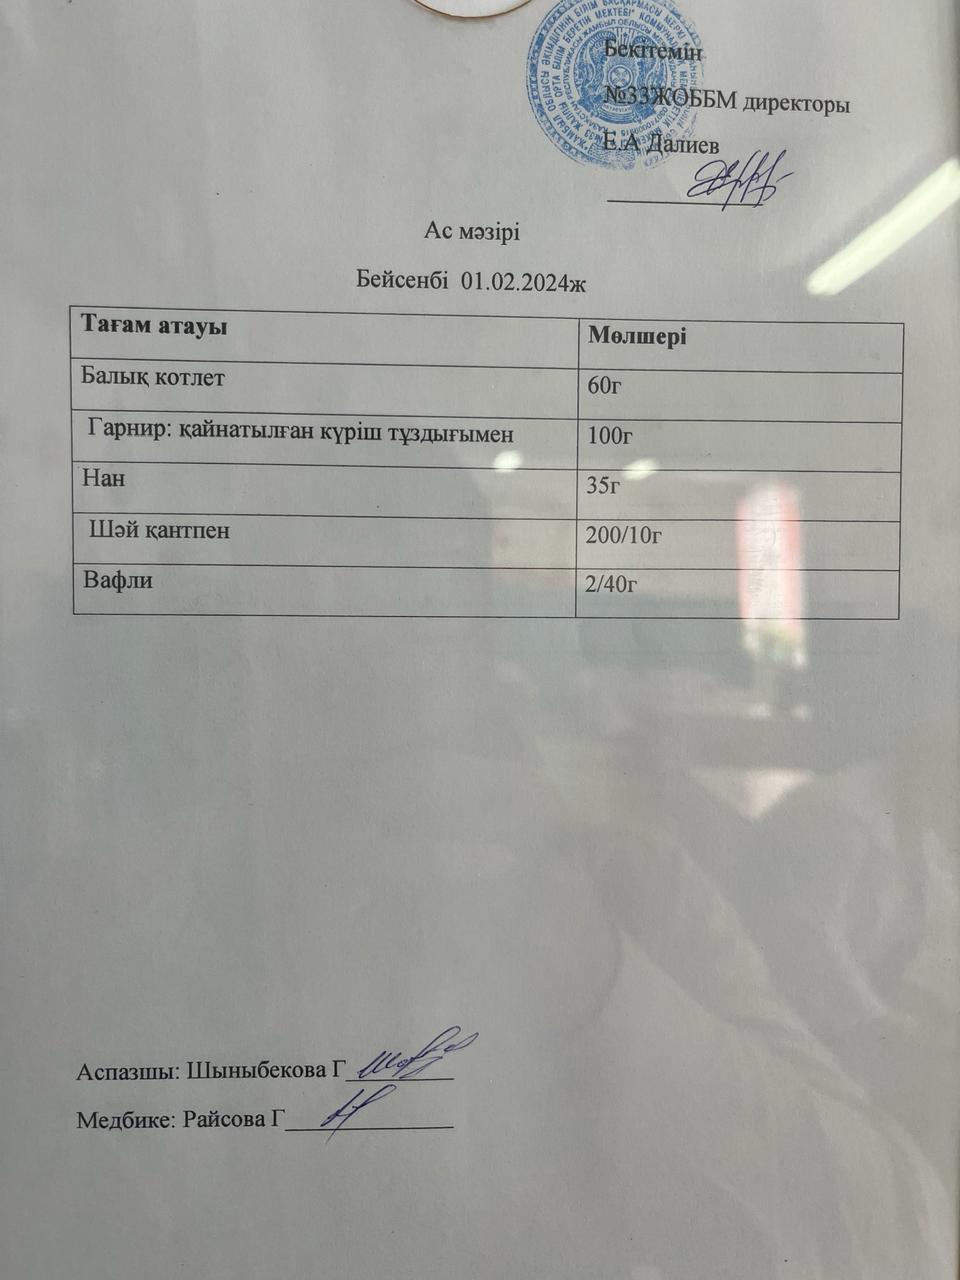 Бекітемін
№33ЖОББМ директоры
Е.А Далиев
Ас мәзірі
Бейсенбі 01.02.2024ж
Тағам атауы Мөлшері
Балық котлет 60г
Гарнир: қайнатылған күріш тұздығымен 100г
Нан 35г
Шәй қантпен 200/10г
Вафли 2/40г
Аспазшы: Шыныбекова Г
Медбике: Райсова Г